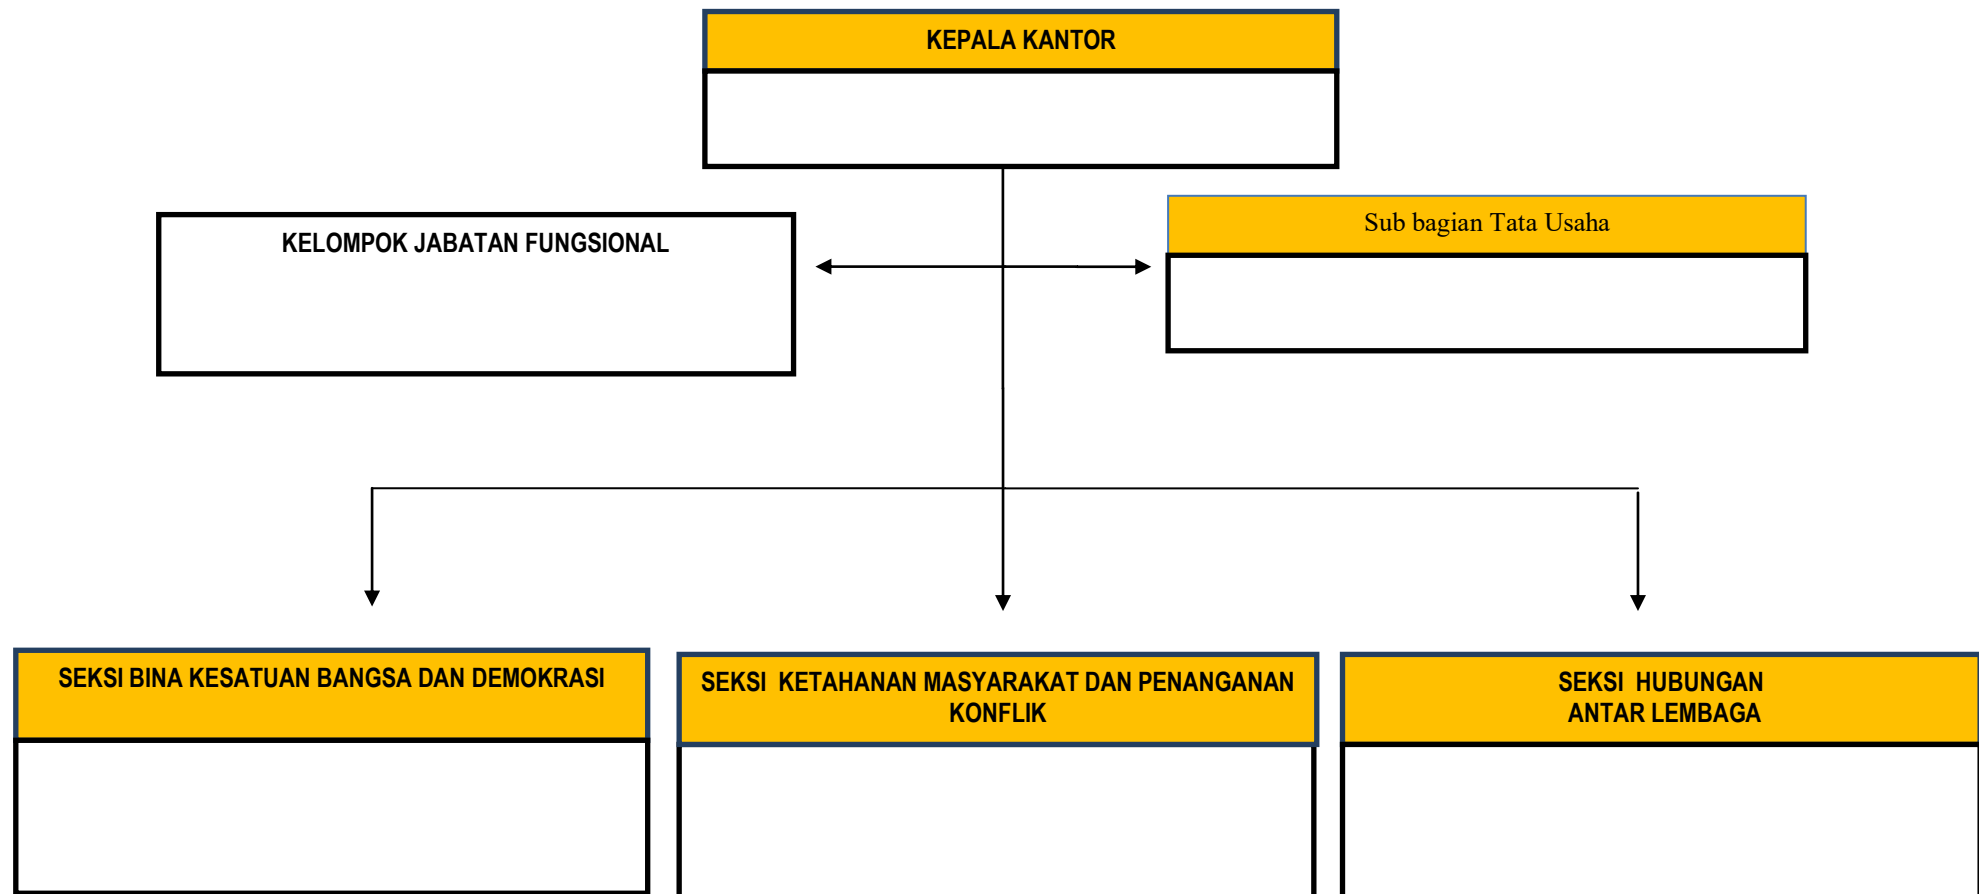 KEPALA KANTOR
KELOMPOK JABATAN FUNGSIONAL
Sub bagian Tata Usaha
SEKSI BINA KESATUAN BANGSA DAN DEMOKRASI
SEKSI  KETAHANAN MASYARAKAT DAN PENANGANAN
KONFLIK
SEKSI  HUBUNGAN
ANTAR LEMBAGA